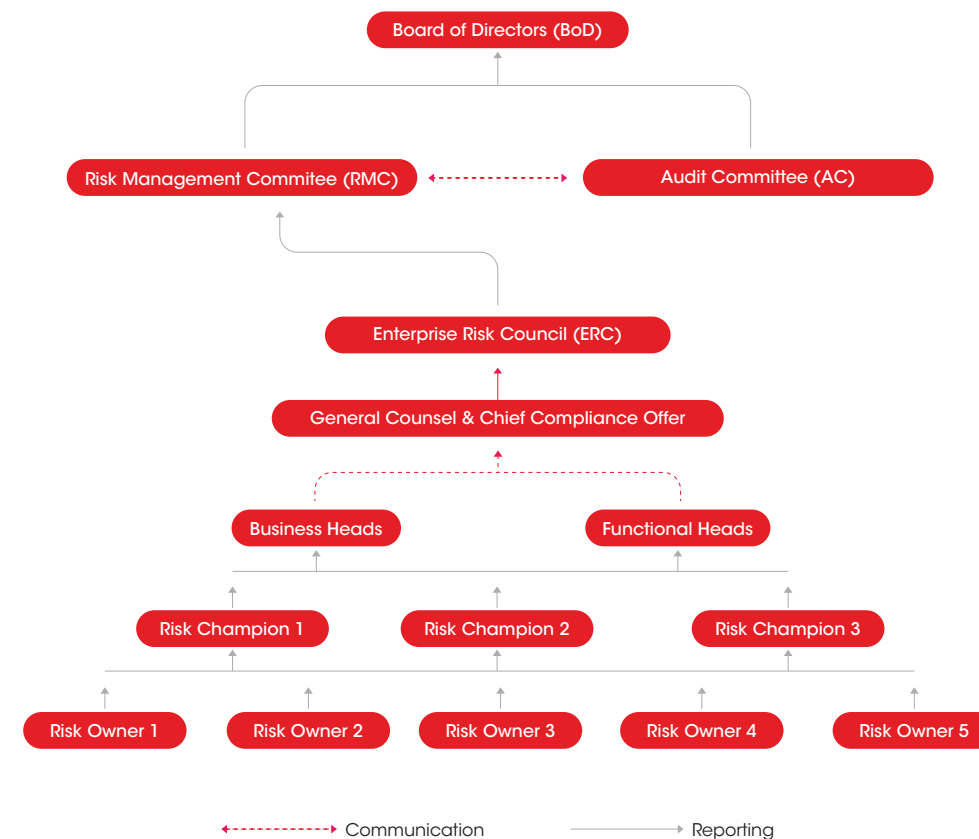 Board of Directors (BoD)
Risk Management Commitee (RMC)
Audit Committee (AC)
Enterprise Risk Council (ERC)
General Counsel & Chief Compliance Offer
Business Heads
Functional Heads
Risk Champion 1
Risk Champion 2
Risk Champion 3
Risk Owner 1
Risk Owner 2
Risk Owner 3
Risk Owner 4
Risk Owner 5
Communication
Reporting